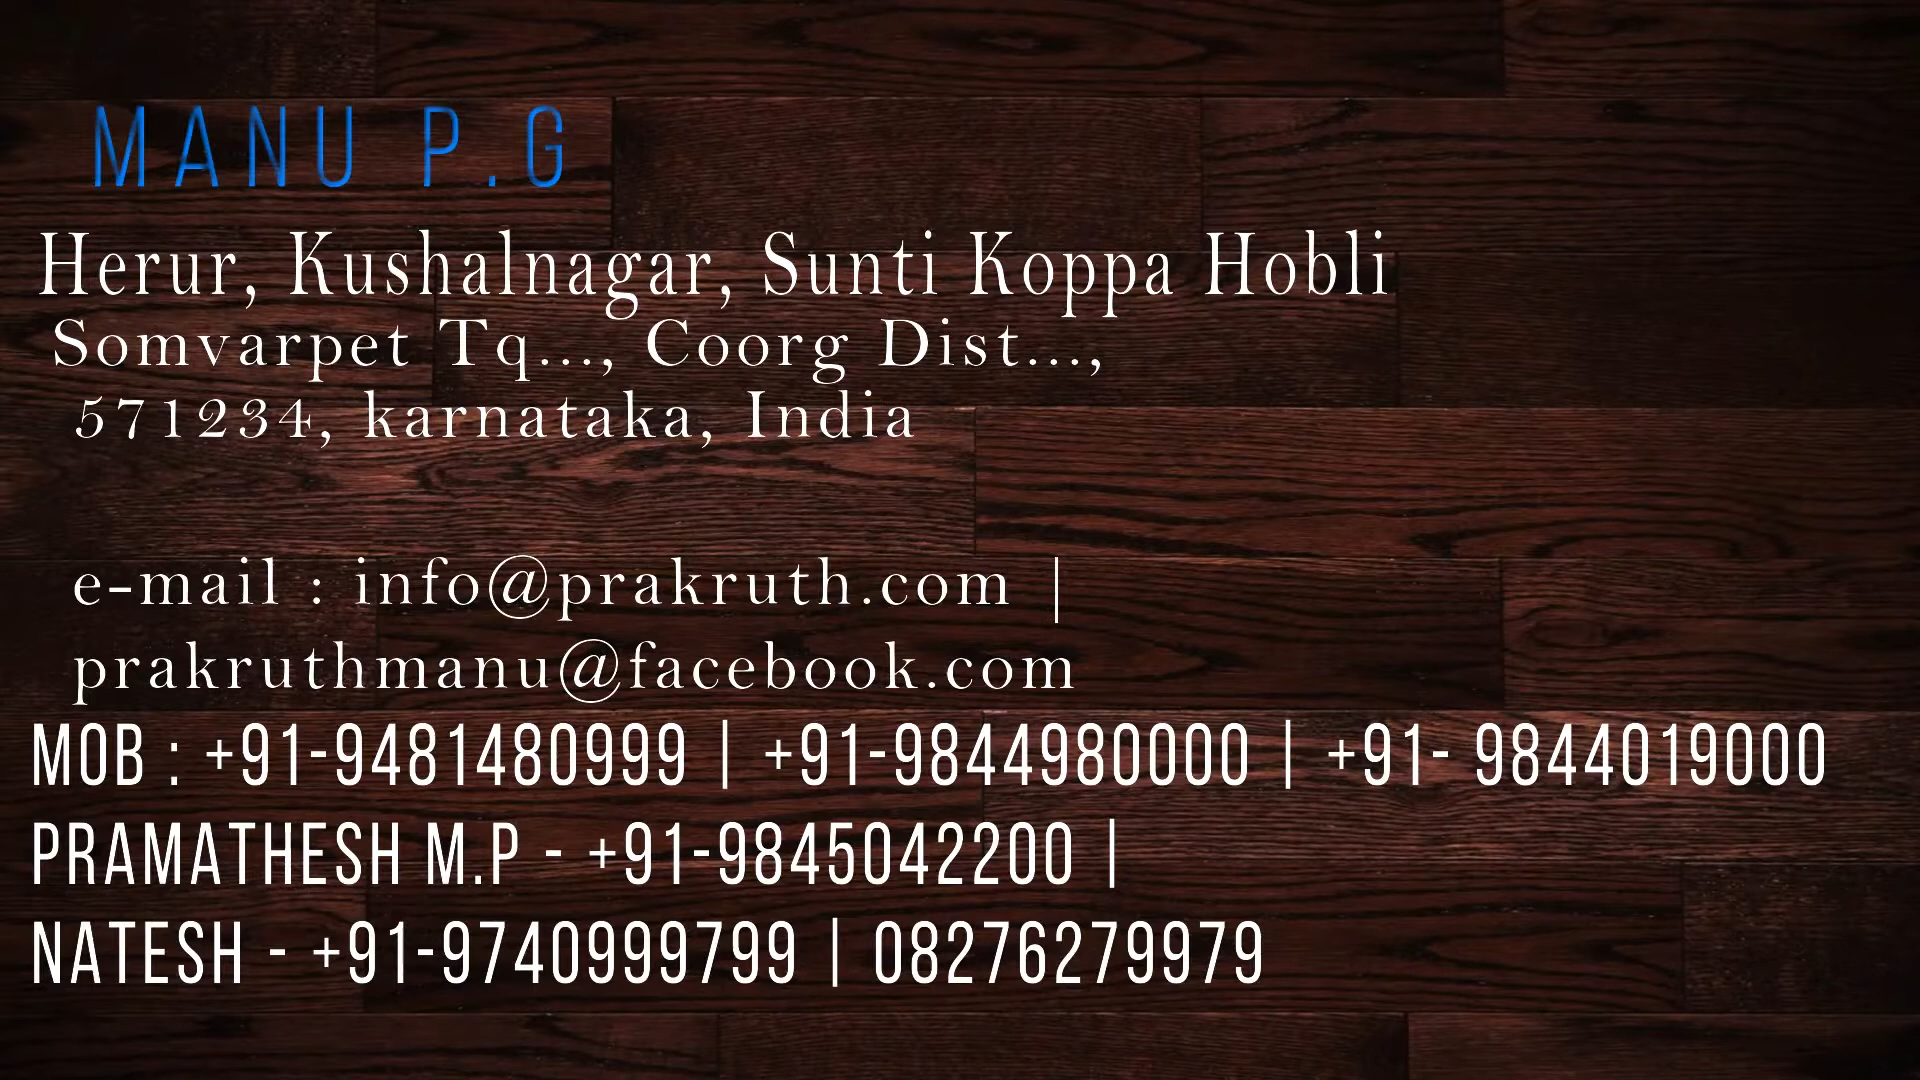 MANU P.G
Herur, Kushalnagar, Sunti Koppa Hobli
Somvarpet Tq..., Coorg Dist...,
571234, karnataka, India
e-mail : info@prakruth.com |
prakruthmanu@facebook.com
MOB : +91-9481480999 | +91-9844980000 | +91- 9844019000
PRAMATHESH M.P - +91-9845042200 |
NATESH - +91-9740999799 | 08276279979